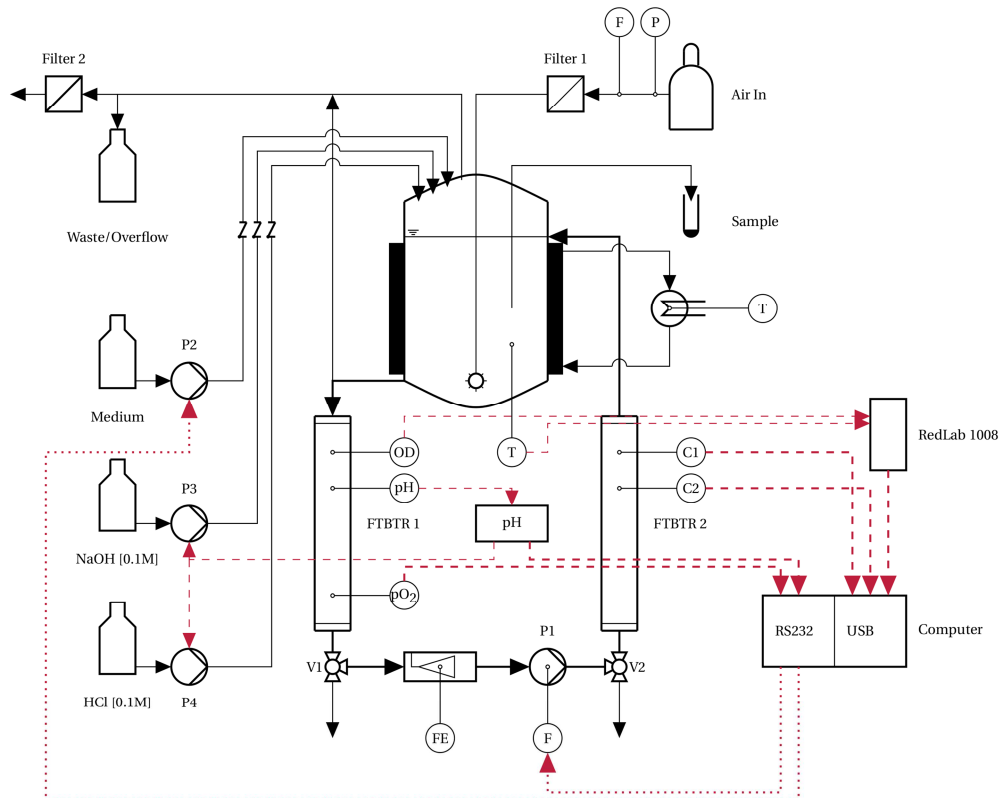 F
P
Filter 2
Filter 1
Air In
Sample
Waste/Overflow
T
P2
Medium
RedLab 1008
OD
T
C1
pH
C2
P3
FTBTR 1
pH
FTBTR 2
NaOH [0.1M]
pO2
P1
RS232
USB
Computer
V1
V2
HCl [0.1M]
P4
FE
F